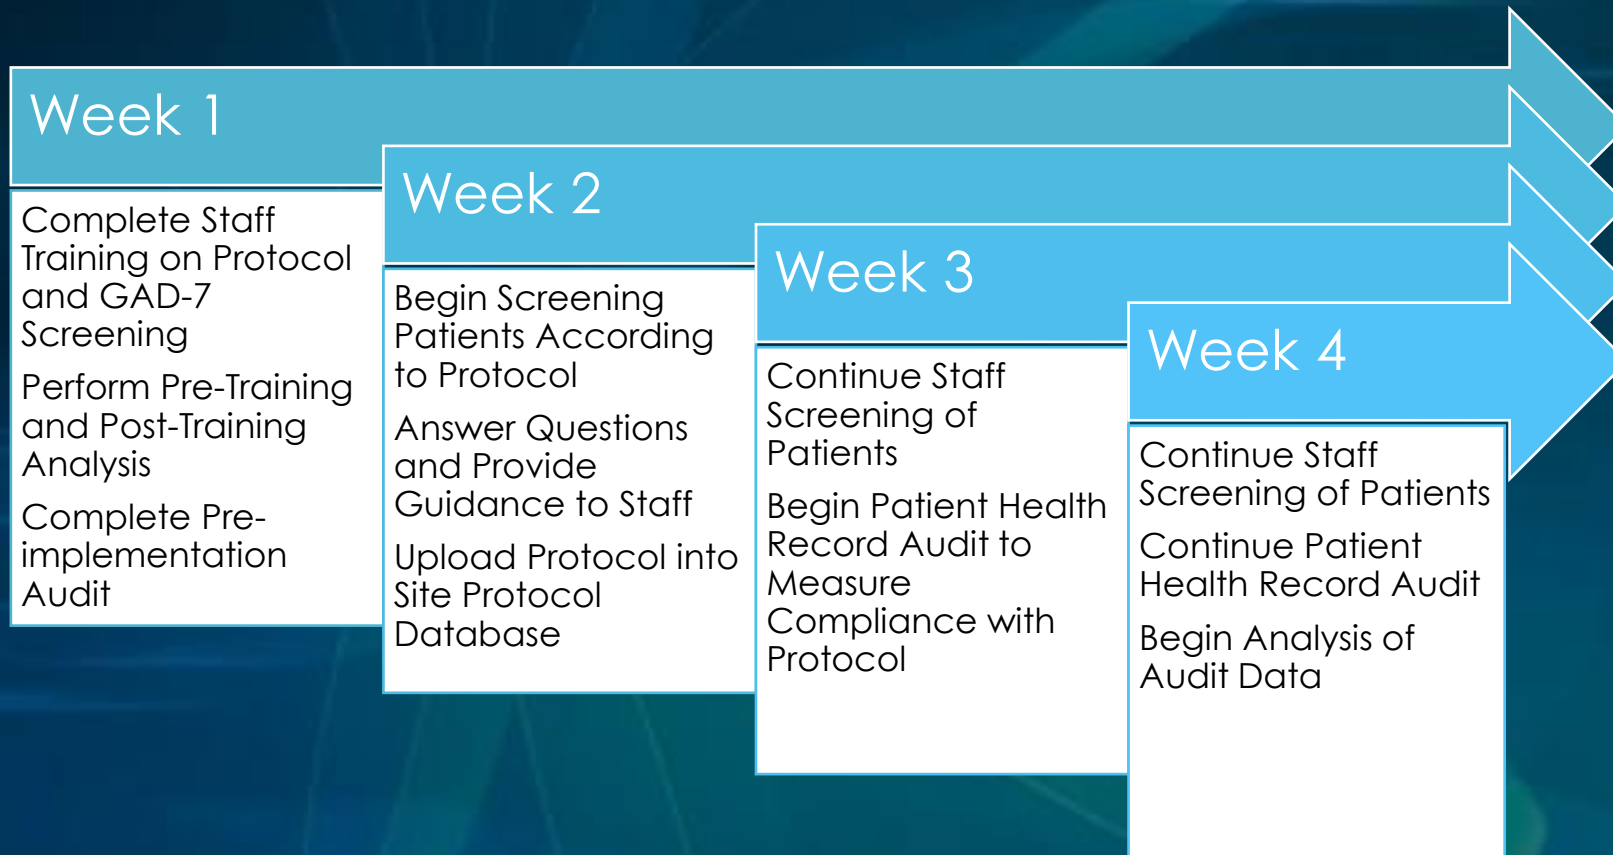 Week 1
Complete Staff
Training on Protocol
and GAD-7
Screening
Perform Pre-Training
and Post-Training
Analysis
Complete Pre-
implementation
Audit
Week 2
Begin Screening
Patients According
to Protocol
Answer Questions
and Provide
Guidance to Staff
Upload Protocol into
Site Protocol
Database
Week 3
Continue Staff
Screening of
Patients
Begin Patient Health
Record Audit to
Measure
Compliance with
Protocol
Week 4
Continue Staff
Screening of Patients
Continue Patient
Health Record Audit
Begin Analysis of
Audit Data